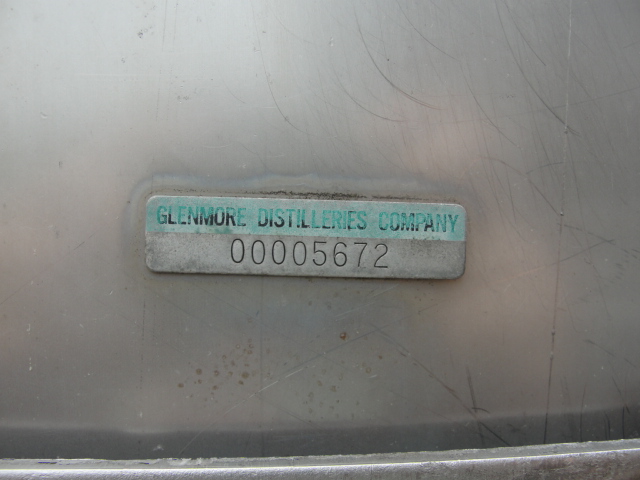 GLENMORE DISTILLERIES COMPANY
00005672